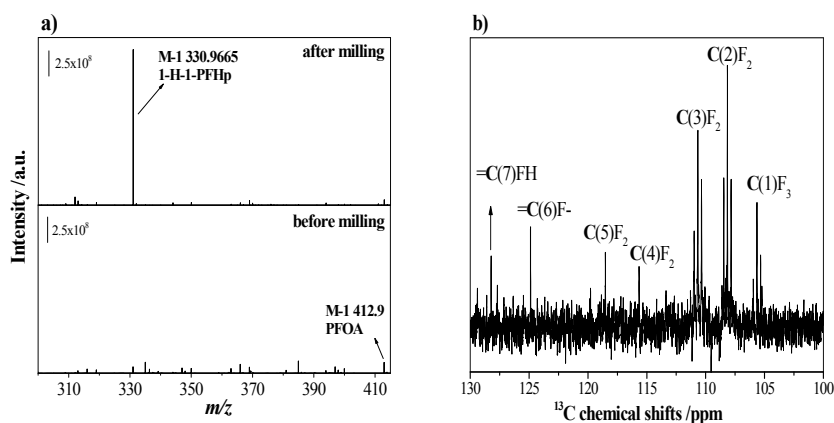 a)
2.5x10⁸
after milling
M-1 330.9665
1-H-1-PFHp
2.5x10⁸
before milling
M-1 412.9
PFOA
Intensity /a.u.
310 330 350 370 390 410
m/z
b)
C(2)F₂
C(3)F₂
=C(7)FH
=C(6)F-
C(1)F₃
C(5)F₂
C(4)F₂
130 125 120 115 110 105 100
¹³C chemical shifts /ppm